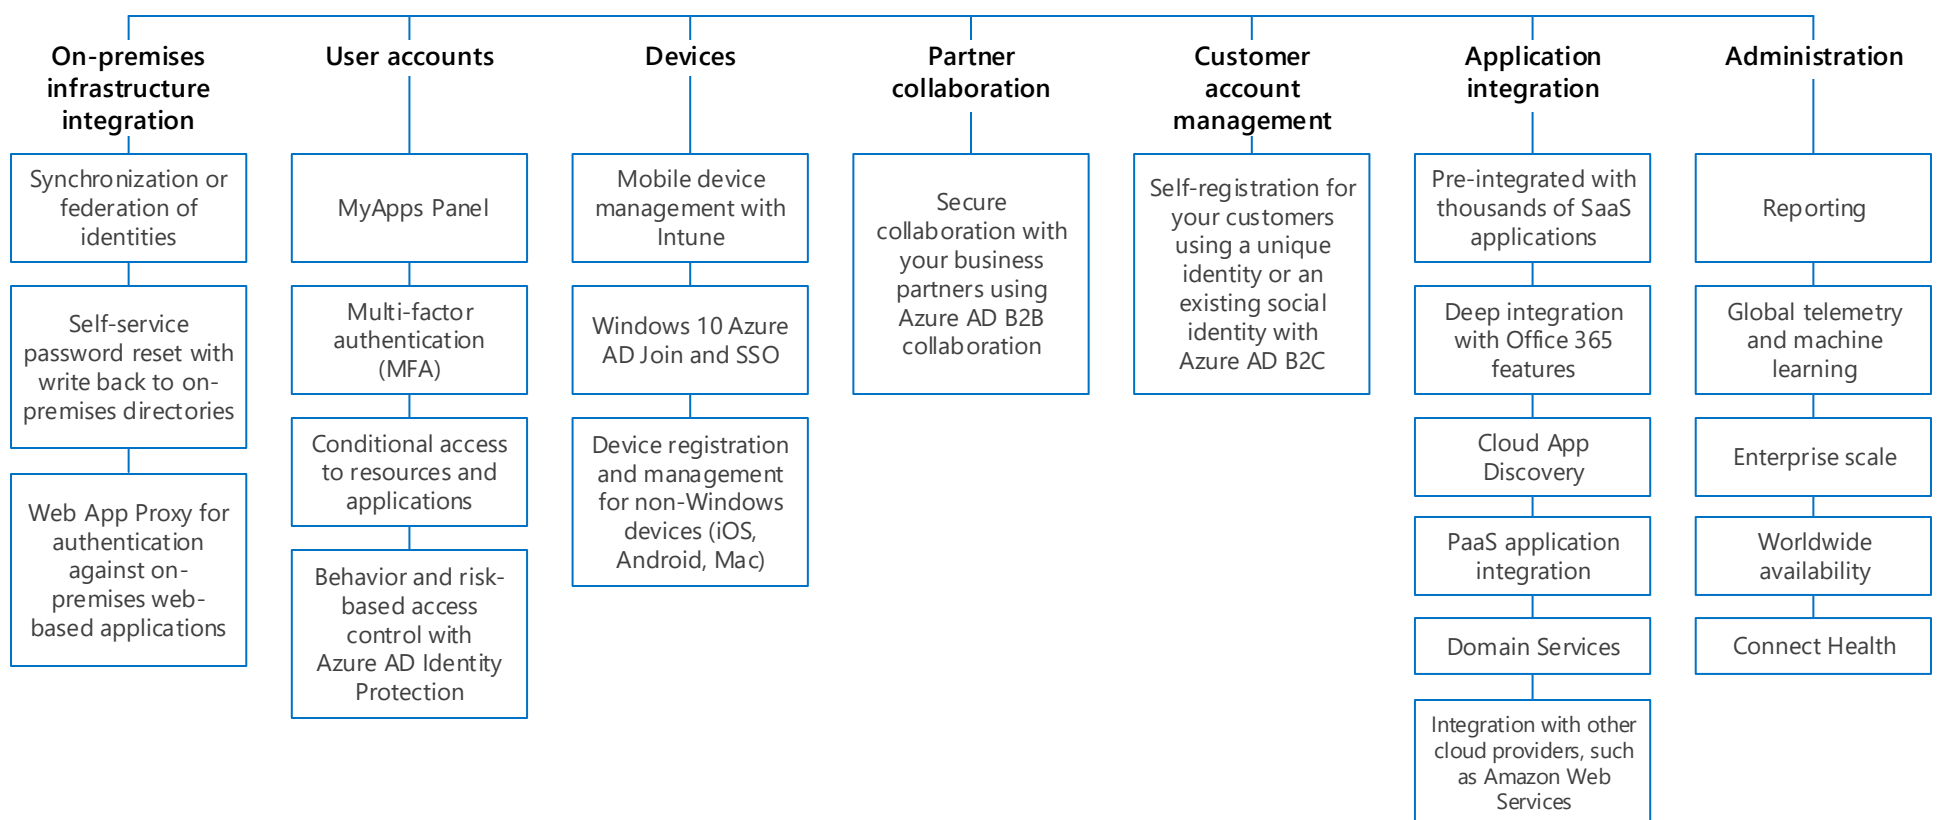 On-premises
infrastructure
integration
Synchronization or
federation of
identities
Self-service
password reset with
write back to on-
premises directories
Web App Proxy for
authentication
against on-
premises web-
based applications
User accounts
MyApps Panel
Multi-factor
authentication
(MFA)
Conditional access
to resources and
applications
Behavior and risk-
based access
control with
Azure AD Identity
Protection
Devices
Mobile device
management with
Intune
Windows 10 Azure
AD Join and SSO
Device registration
and management
for non-Windows
devices (iOS,
Android, Mac)
Partner
collaboration
Secure
collaboration with
your business
partners using
Azure AD B2B
collaboration
Customer
account
management
Self-registration for
your customers
using a unique
identity or an
existing social
identity with
Azure AD B2C
Application
integration
Pre-integrated with
thousands of SaaS
applications
Deep integration
with Office 365
features
Cloud App
Discovery
PaaS application
integration
Domain Services
Integration with other
cloud providers, such
as Amazon Web
Services
Administration
Reporting
Global telemetry
and machine
learning
Enterprise scale
Worldwide
availability
Connect Health